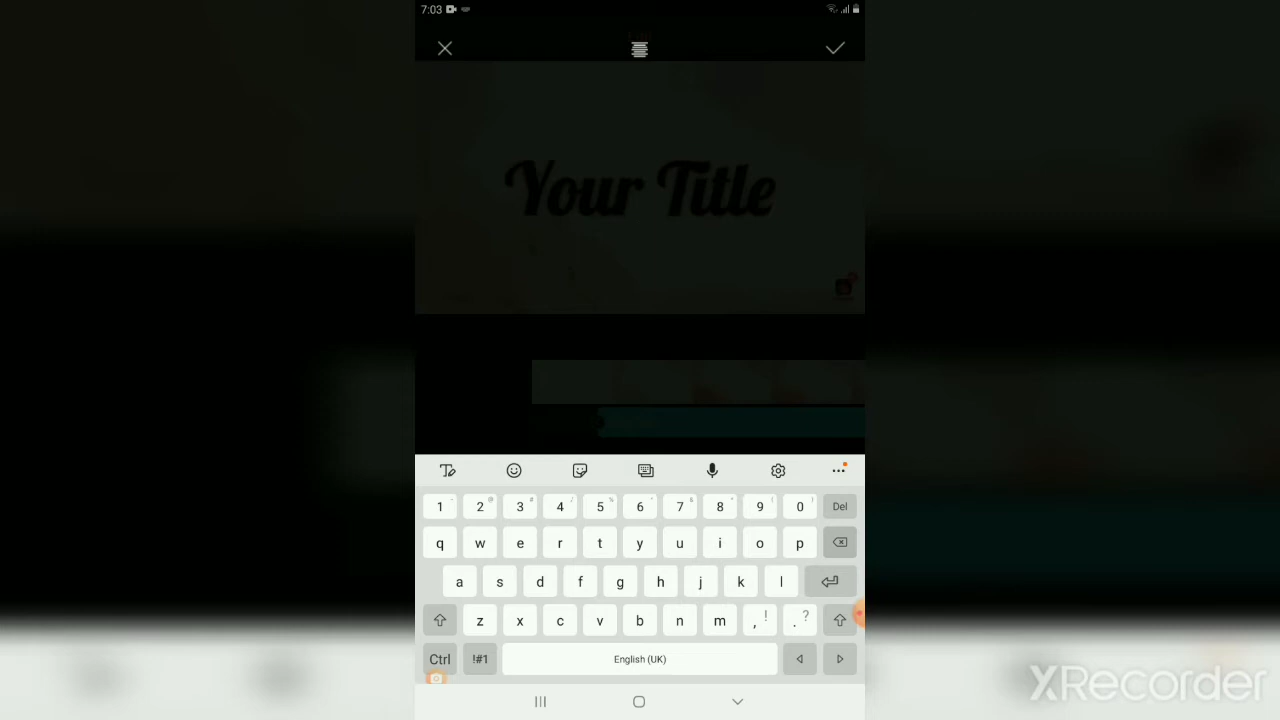 7:03
Your Title
1 2 3 4 5 6 7 8 9 0 Del
q w e r t y u i o p
a s d f g h j k l
z x c v b n m , ! . ?
Ctrl !#1 English (UK)
XRecorder